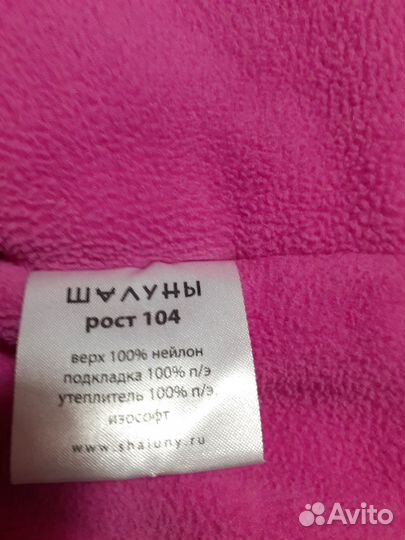 ШАЛУНЫ
рост 104
верх 100% нейлон
подкладка 100% п/э
утеплитель 100% п/э
изософт
www.shaluny.ru
Avito